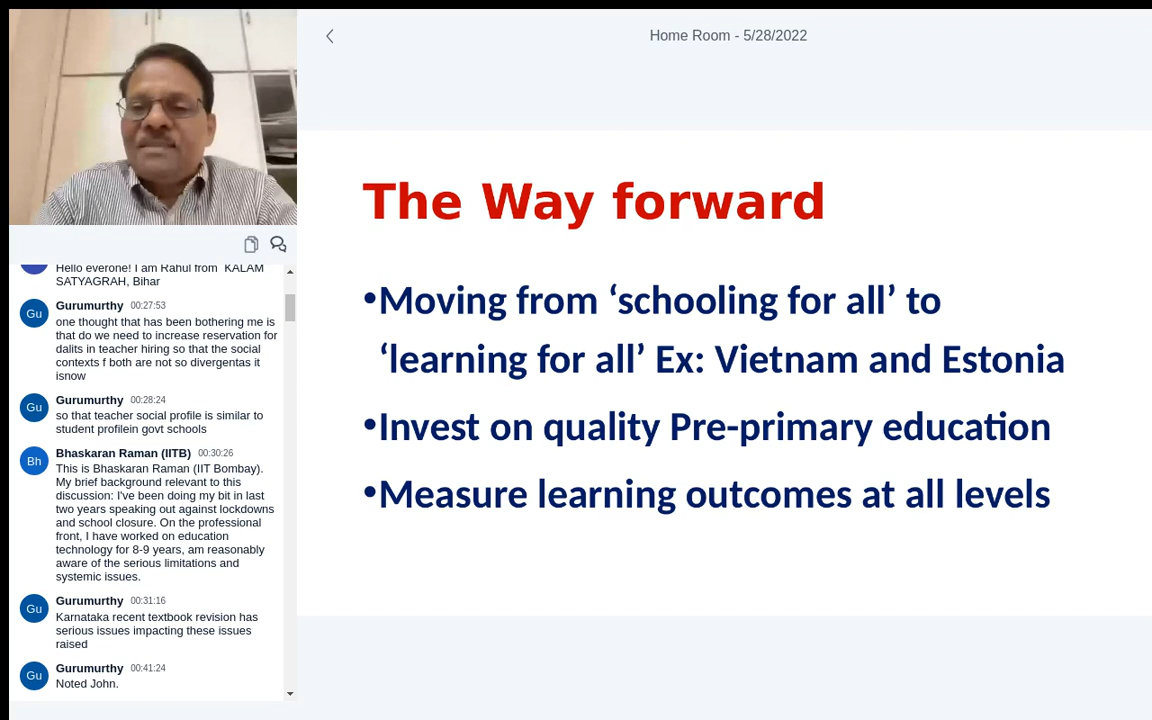 Home Room - 5/28/2022
Hello everone! I am Rahul from KALAM
SATYAGRAH, Bihar
Gu
Gurumurthy 00:27:53
one thought that has been bothering me is
that do we need to increase reservation for
dalits in teacher hiring so that the social
contexts f both are not so divergentas it
isnow
Gu
Gurumurthy 00:28:24
so that teacher social profile is similar to
student profilein govt schools
Bh
Bhaskaran Raman (IITB) 00:30:26
This is Bhaskaran Raman (IIT Bombay).
My brief background relevant to this
discussion: I've been doing my bit in last
two years speaking out against lockdowns
and school closure. On the professional
front, I have worked on education
technology for 8-9 years, am reasonably
aware of the serious limitations and
systemic issues.
Gu
Gurumurthy 00:31:16
Karnataka recent textbook revision has
serious issues impacting these issues
raised
Gu
Gurumurthy 00:41:24
Noted John.
The Way forward
•Moving from ‘schooling for all’ to
‘learning for all’ Ex: Vietnam and Estonia
•Invest on quality Pre-primary education
•Measure learning outcomes at all levels